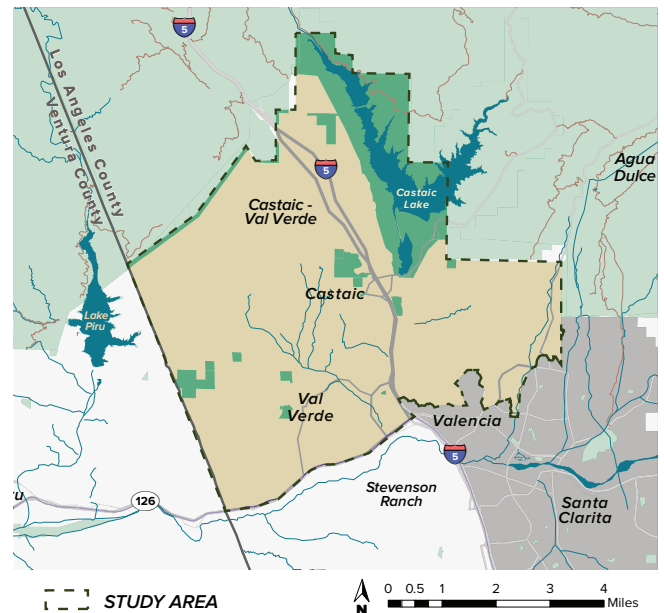 5
Los Angeles County
Ventura County
Agua
Dulce
5
Castaic
Lake
Castaic -
Val Verde
Castaic
Lake
Piru
Val
Verde
Valencia
5
Stevenson
Ranch
126
Santa
Clarita
STUDY AREA
N
0 0.5 1 2 3 4
Miles